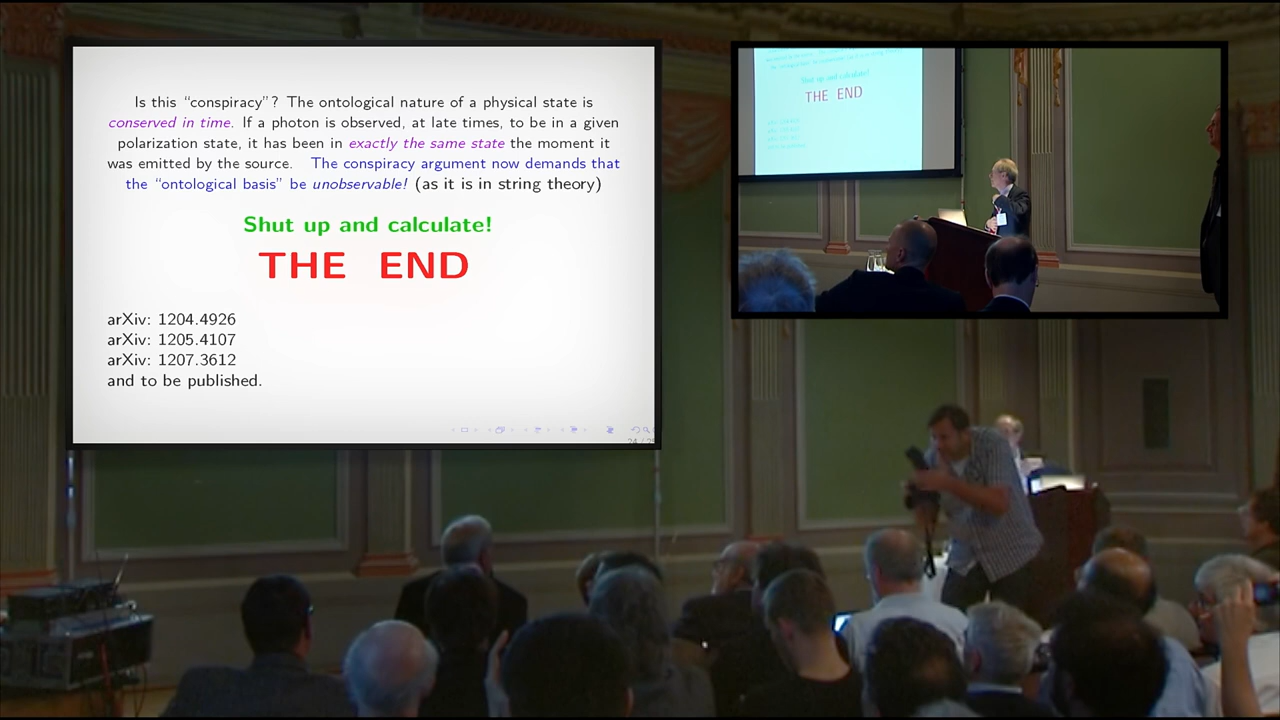 Is this “conspiracy”? The ontological nature of a physical state is
conserved in time. If a photon is observed, at late times, to be in a given
polarization state, it has been in exactly the same state the moment it
was emitted by the source. The conspiracy argument now demands that
the “ontological basis” be unobservable! (as it is in string theory)
Shut up and calculate!
THE END
arXiv: 1204.4926
arXiv: 1205.4107
arXiv: 1207.3612
and to be published.
Shut up and calculate!
THE END